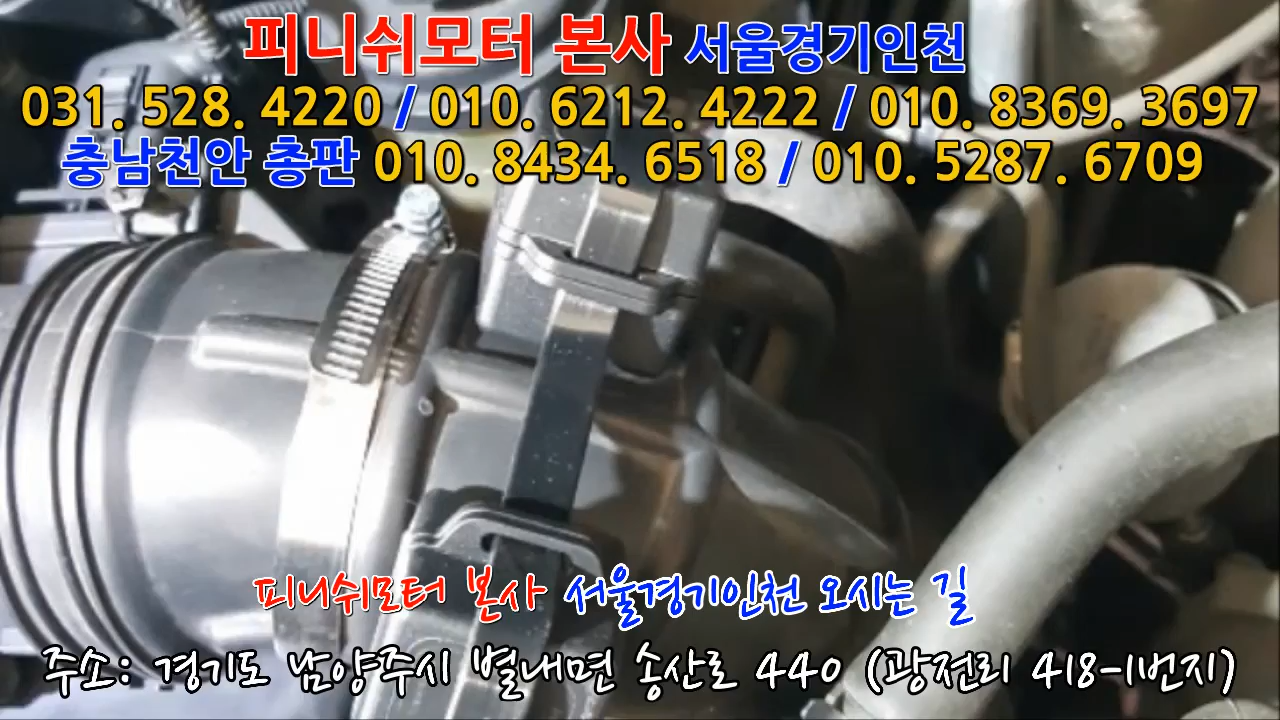 피니쉬모터 본사 서울경기인천
031. 528. 4220 / 010. 6212. 4222 / 010. 8369. 3697
충남천안 총판 010. 8434. 6518 / 010. 5287. 6709
피니쉬모터 본사 서울경기인천 오시는 길
주소: 경기도 남양주시 별내면 송산로 440 (광전리 418-1번지)